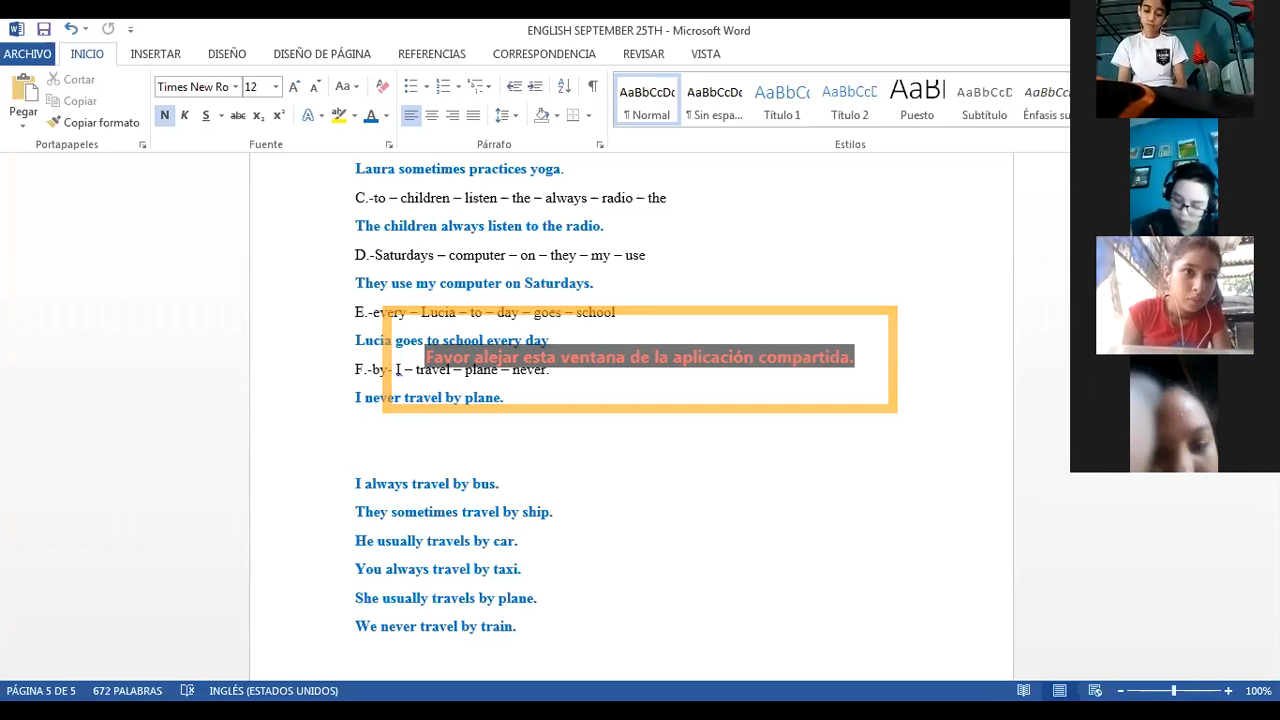 ENGLISH SEPTEMBER 25TH - Microsoft Word
ARCHIVO INICIO INSERTAR DISEÑO DISEÑO DE PÁGINA REFERENCIAS CORRESPONDENCIA REVISAR VISTA
Cortar
Copiar
Copiar formato
Pegar
Portapapeles
Times New Ro 12
Aa
N K S abc x₂ x² A A
Fuente
Párrafo
AaBbCcDc AaBbCcDc AaBbCc AaBbCcD AaBl AaBbCcD AaBbCcD
¶ Normal ¶ Sin espa... Título 1 Título 2 Puesto Subtítulo Énfasis su
Estilos
Laura sometimes practices yoga.
C.-to – children – listen – the – always – radio – the
The children always listen to the radio.
D.-Saturdays – computer – on – they – my – use
They use my computer on Saturdays.
E.-every – Lucia – to – day – goes – school
Lucia goes to school every day
Favor alejar esta ventana de la aplicación compartida.
F.-by- I – travel – plane – never.
I never travel by plane.
I always travel by bus.
They sometimes travel by ship.
He usually travels by car.
You always travel by taxi.
She usually travels by plane.
We never travel by train.
PÁGINA 5 DE 5 672 PALABRAS INGLÉS (ESTADOS UNIDOS) 100%